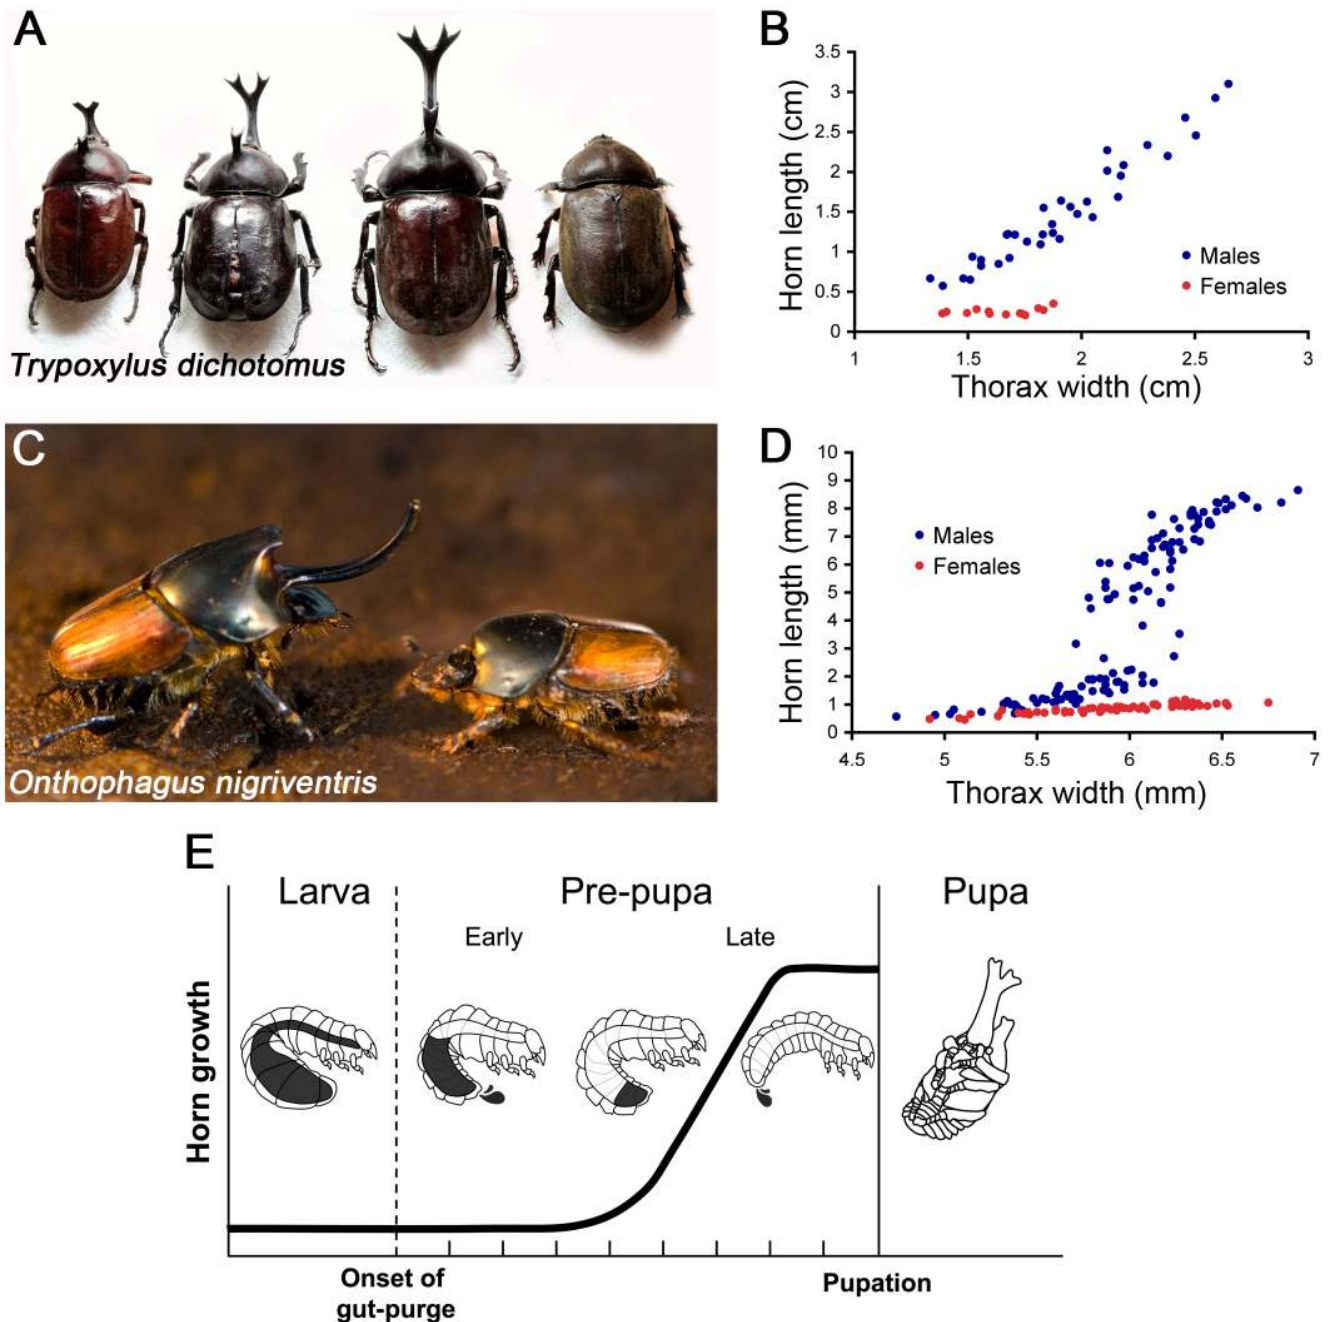 A
Trypoxylus dichotomus
B
Horn length (cm)
3.5
3
2.5
2
1.5
1
0.5
0
Males
Females
1 1.5 2 2.5 3
Thorax width (cm)
C
Onthophagus nigriventris
D
Horn length (mm)
10
9
8
7
6
5
4
3
2
1
0
Males
Females
4.5 5 5.5 6 6.5 7
Thorax width (mm)
E
Larva Pre-pupa Pupa
Early Late
Horn growth
Onset of
gut-purge
Pupation